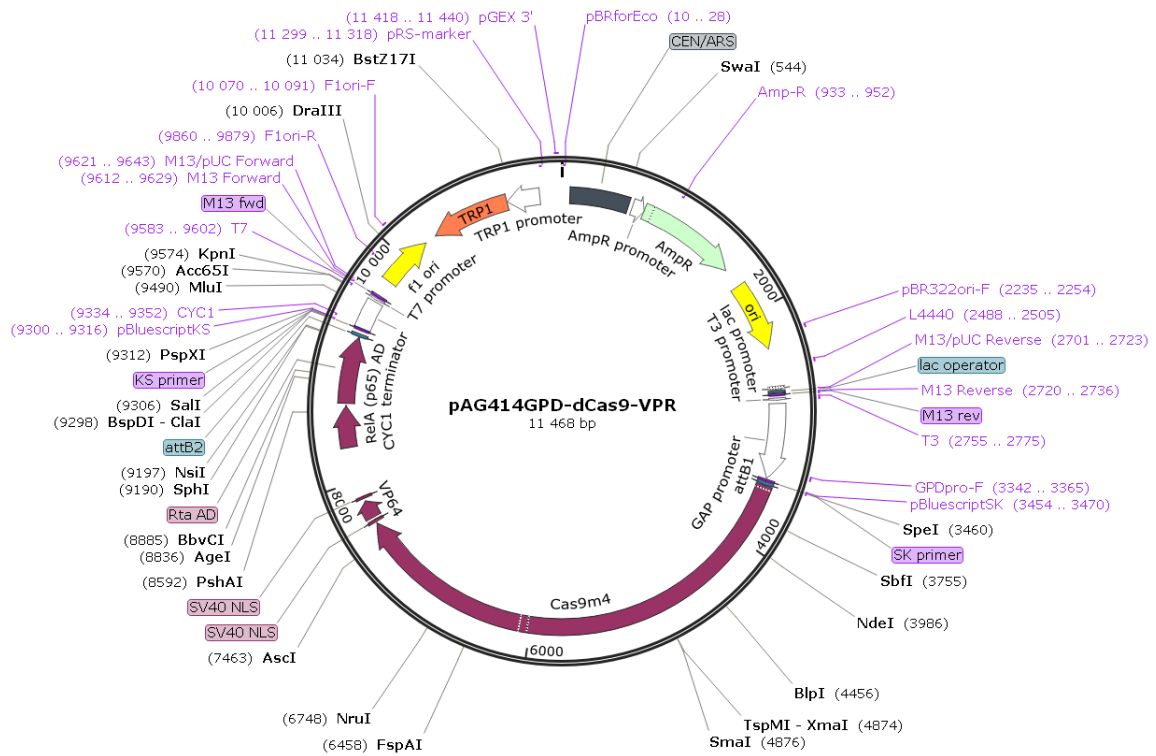 (11 418 .. 11 440) pGEX 3'
(11 299 .. 11 318) pRS-marker
(11 034) BstZ17I
(10 070 .. 10 091) F1ori-F
(10 006) DraIII
(9860 .. 9879) F1ori-R
(9621 .. 9643) M13/pUC Forward
(9612 .. 9629) M13 Forward
M13 fwd
(9583 .. 9602) T7
(9574) KpnI
(9570) Acc65I
(9490) MluI
(9334 .. 9352) CYC1
(9300 .. 9316) pBluescriptKS
(9312) PspXI
KS primer
(9306) SalI
(9298) BspDI - ClaI
attB2
(9197) NsiI
(9190) SphI
Rta AD
(8885) BbvCI
(8836) AgeI
(8592) PshAI
SV40 NLS
SV40 NLS
(7463) AscI
(6748) NruI
(6458) FspAI
pBRforEco (10 .. 28)
CEN/ARS
SwaI (544)
Amp-R (933 .. 952)
pBR322ori-F (2235 .. 2254)
L4440 (2488 .. 2505)
M13/pUC Reverse (2701 .. 2723)
lac operator
M13 Reverse (2720 .. 2736)
M13 rev
T3 (2755 .. 2775)
GPDpro-F (3342 .. 3365)
pBluescriptSK (3454 .. 3470)
SpeI (3460)
SK primer
SbfI (3755)
NdeI (3986)
BlpI (4456)
TspMI - XmaI (4874)
SmaI (4876)
TRP1
TRP1 promoter
AmpR promoter
AmpR
2000
ori
lac promoter
T3 promoter
GAP promoter
attB1
4000
Cas9m4
6000
8000
VP64
RelA (p65) AD
CYC1 terminator
T7 promoter
f1 ori
10 000
pAG414GPD-dCas9-VPR
11 468 bp